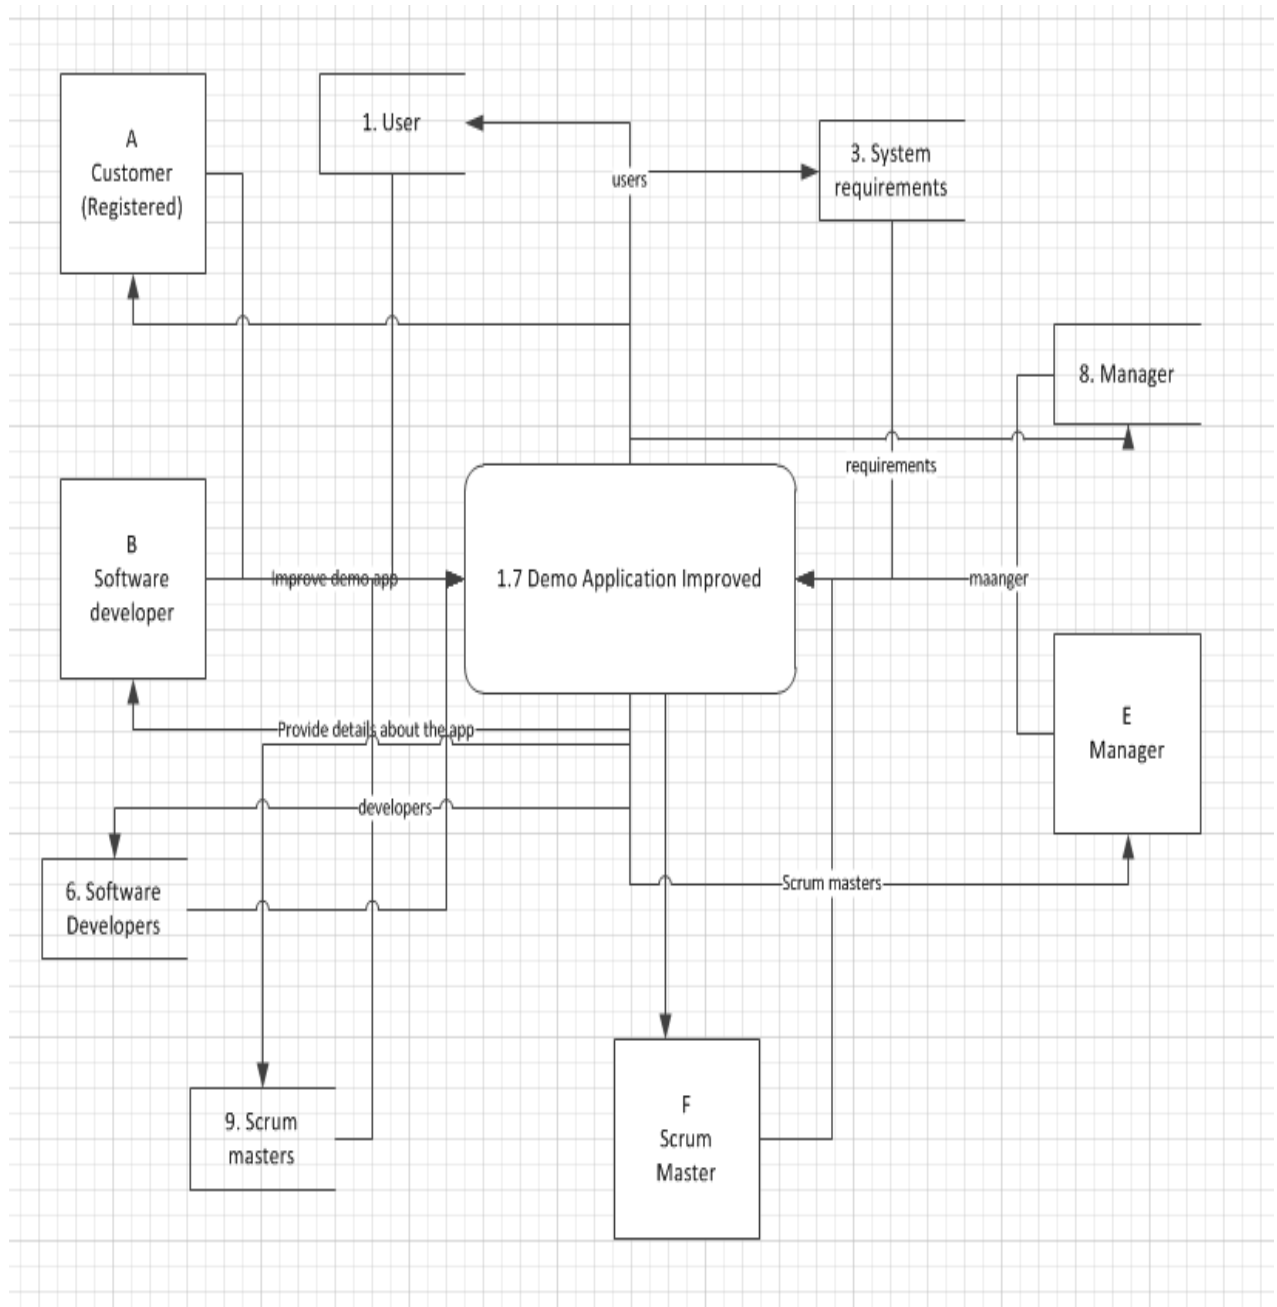 A
Customer
(Registered)
1. User
users
3. System
requirements
8. Manager
requirements
B
Software
developer
Improve demo app
1.7 Demo Application Improved
maanger
E
Manager
Provide details about the app
developers
6. Software
Developers
Scrum masters
9. Scrum
masters
F
Scrum
Master